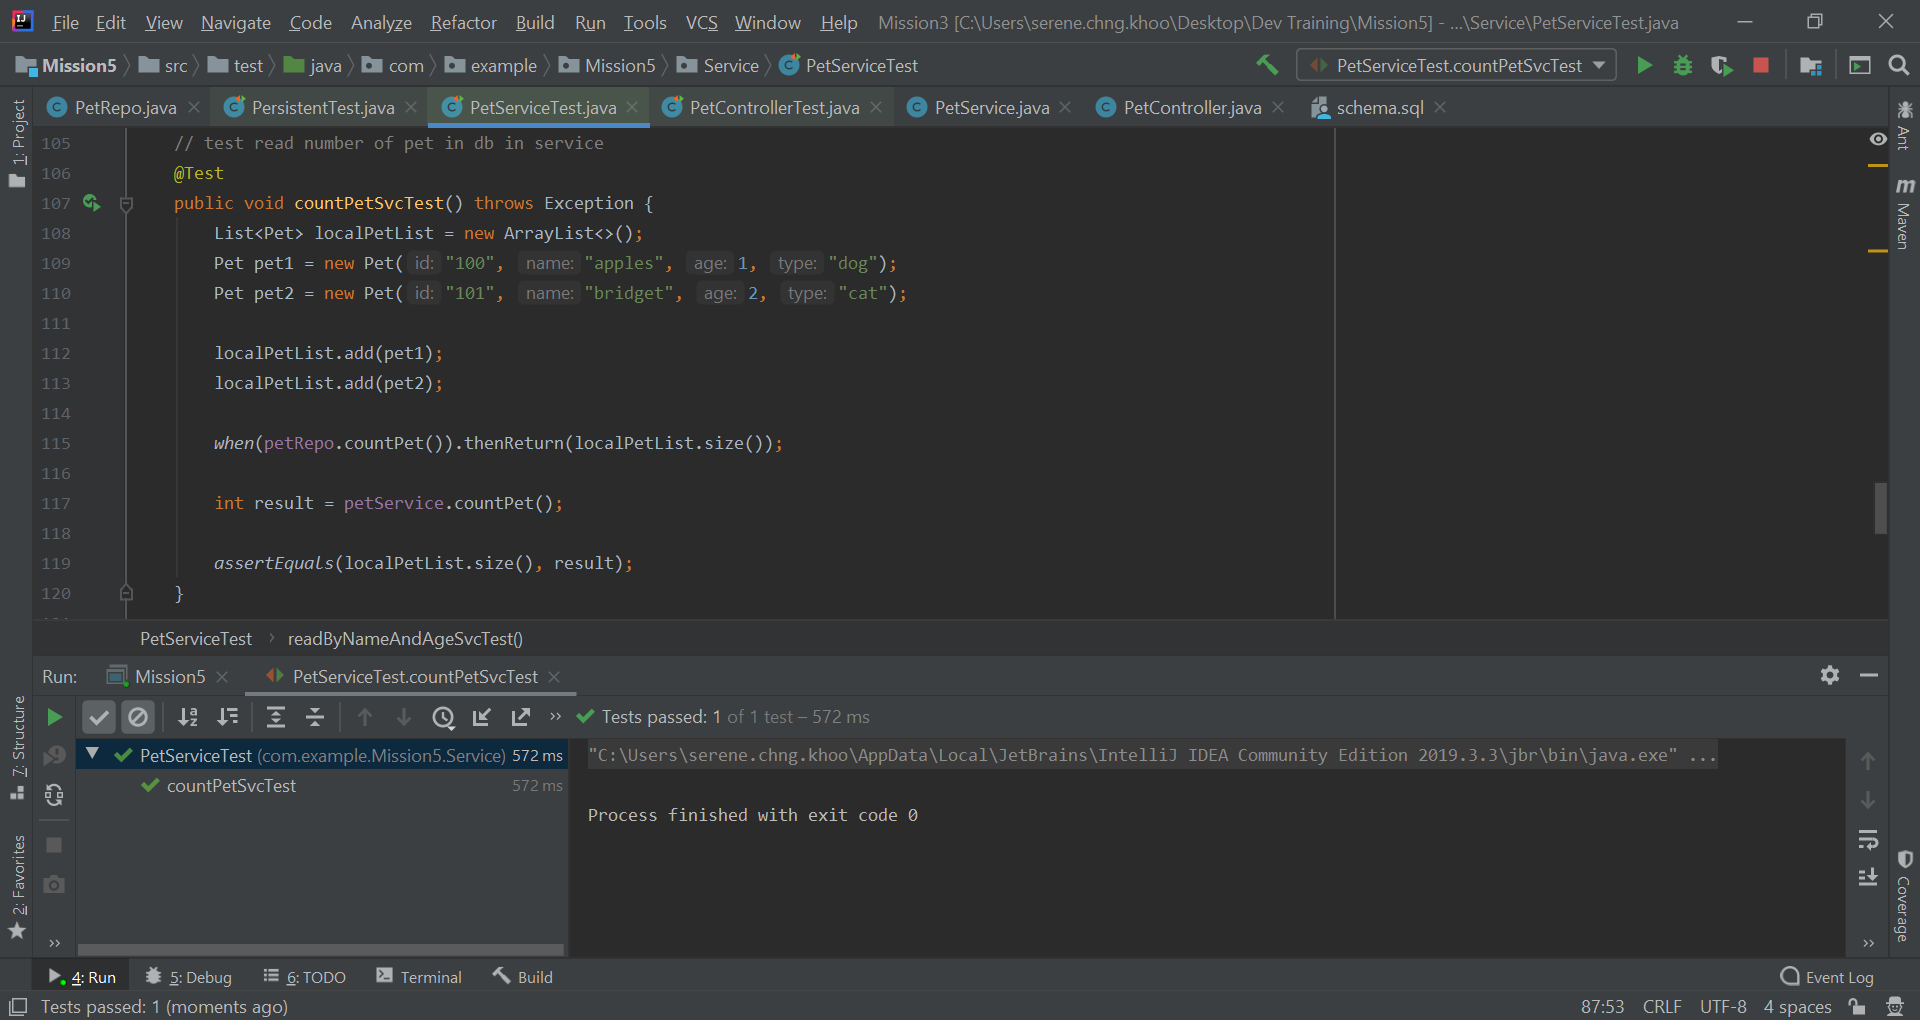 File Edit View Navigate Code Analyze Refactor Build Run Tools VCS Window Help Mission3 [C:\Users\serene.chng.khoo\Desktop\Dev Training\Mission5] - ...\Service\PetServiceTest.java
Mission5 src test java com example Mission5 Service PetServiceTest PetServiceTest.countPetSvcTest
PetRepo.java PersistentTest.java PetServiceTest.java PetControllerTest.java PetService.java PetController.java schema.sql
1: Project
Ant
Maven
105 // test read number of pet in db in service
106 @Test
107 public void countPetSvcTest() throws Exception {
108 List<Pet> localPetList = new ArrayList<>();
109 Pet pet1 = new Pet( id: "100", name: "apples", age: 1, type: "dog");
110 Pet pet2 = new Pet( id: "101", name: "bridget", age: 2, type: "cat");
111
112 localPetList.add(pet1);
113 localPetList.add(pet2);
114
115 when(petRepo.countPet()).thenReturn(localPetList.size());
116
117 int result = petService.countPet();
118
119 assertEquals(localPetList.size(), result);
120 }
PetServiceTest readByNameAndAgeSvcTest()
Run: Mission5 PetServiceTest.countPetSvcTest
Tests passed: 1 of 1 test – 572 ms
PetServiceTest (com.example.Mission5.Service) 572 ms
countPetSvcTest 572 ms
"C:\Users\serene.chng.khoo\AppData\Local\JetBrains\IntelliJ IDEA Community Edition 2019.3.3\jbr\bin\java.exe" ...
Process finished with exit code 0
7: Structure
2: Favorites
Coverage
4: Run 5: Debug 6: TODO Terminal Build Event Log
Tests passed: 1 (moments ago) 87:53 CRLF UTF-8 4 spaces